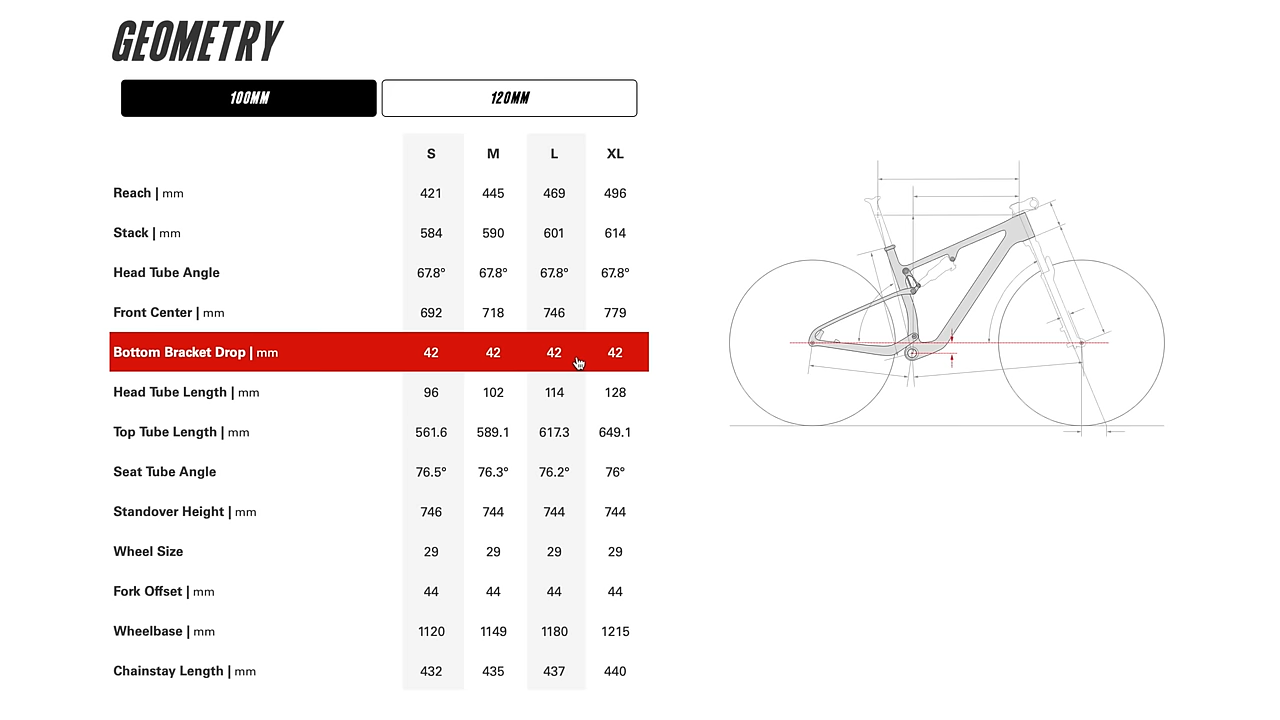 GEOMETRY
100MM 120MM
S M L XL
Reach | mm 421 445 469 496
Stack | mm 584 590 601 614
Head Tube Angle 67.8° 67.8° 67.8° 67.8°
Front Center | mm 692 718 746 779
Bottom Bracket Drop | mm 42 42 42 42
Head Tube Length | mm 96 102 114 128
Top Tube Length | mm 561.6 589.1 617.3 649.1
Seat Tube Angle 76.5° 76.3° 76.2° 76°
Standover Height | mm 746 744 744 744
Wheel Size 29 29 29 29
Fork Offset | mm 44 44 44 44
Wheelbase | mm 1120 1149 1180 1215
Chainstay Length | mm 432 435 437 440